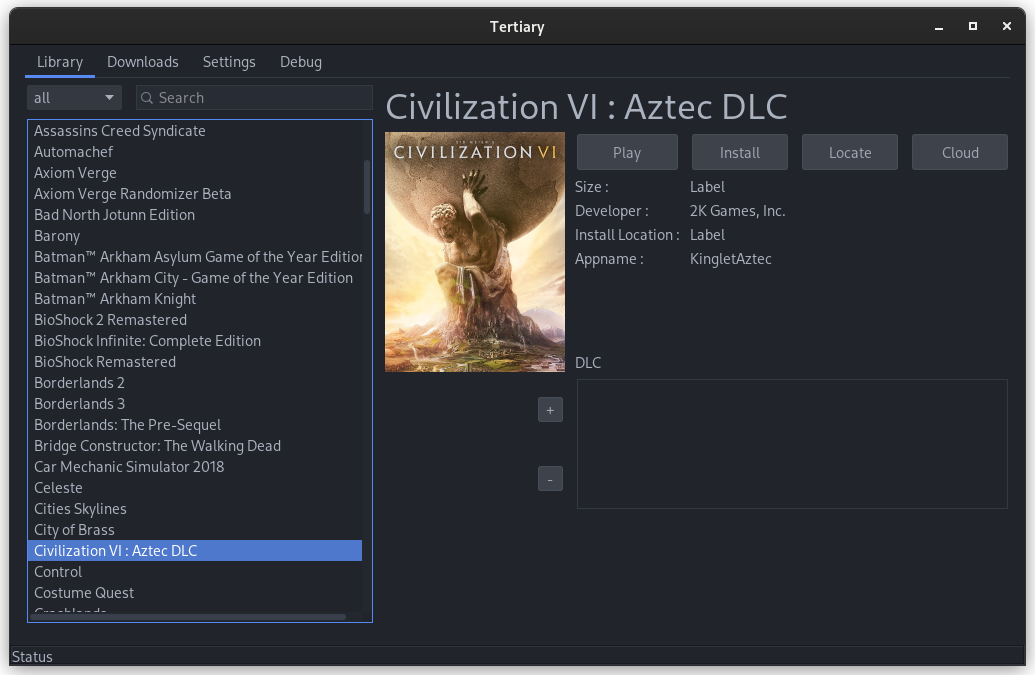 Tertiary
Library Downloads Settings Debug
all
Search
Assassins Creed Syndicate
Automachef
Axiom Verge
Axiom Verge Randomizer Beta
Bad North Jotunn Edition
Barony
Batman™ Arkham Asylum Game of the Year Edition
Batman™ Arkham City - Game of the Year Edition
Batman™ Arkham Knight
BioShock 2 Remastered
BioShock Infinite: Complete Edition
BioShock Remastered
Borderlands 2
Borderlands 3
Borderlands: The Pre-Sequel
Bridge Constructor: The Walking Dead
Car Mechanic Simulator 2018
Celeste
Cities Skylines
City of Brass
Civilization VI : Aztec DLC
Control
Costume Quest
Crashlands
Civilization VI : Aztec DLC
SID MEIER'S
CIVILIZATION VI
Play Install Locate Cloud
Size : Label
Developer : 2K Games, Inc.
Install Location : Label
Appname : KingletAztec
DLC
+
-
Status